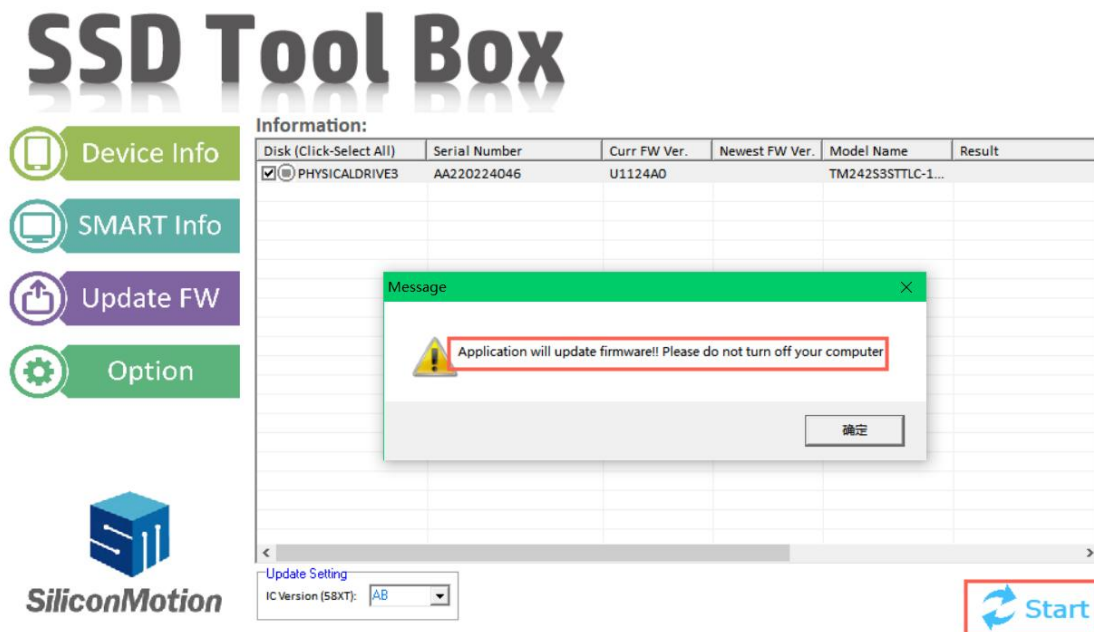 SSD Tool Box
Device Info
SMART Info
Update FW
Option
SiliconMotion
Information:
Disk (Click-Select All) Serial Number Curr FW Ver. Newest FW Ver. Model Name Result
PHYSICALDRIVE3 AA220224046 U1124A0 TM242S3STTLC-1...
Message
Application will update firmware!! Please do not turn off your computer
确定
Update Setting
IC Version (58XT): AB
Start